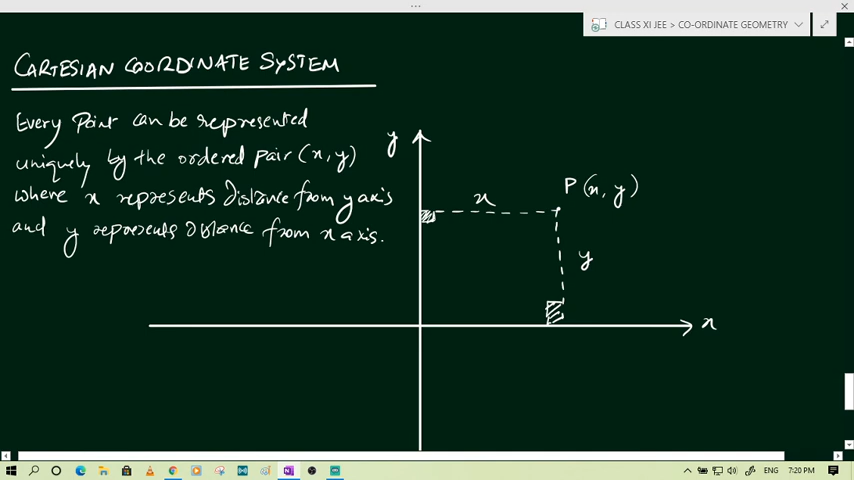 CLASS XI JEE > CO-ORDINATE GEOMETRY
CARTESIAN COORDINATE SYSTEM
Every Point can be represented
uniquely by the ordered pair (x, y)
where x represents distance from y axis
and y represents distance from x axis.
y
x
P (x, y)
y
x
ENG
7:20 PM